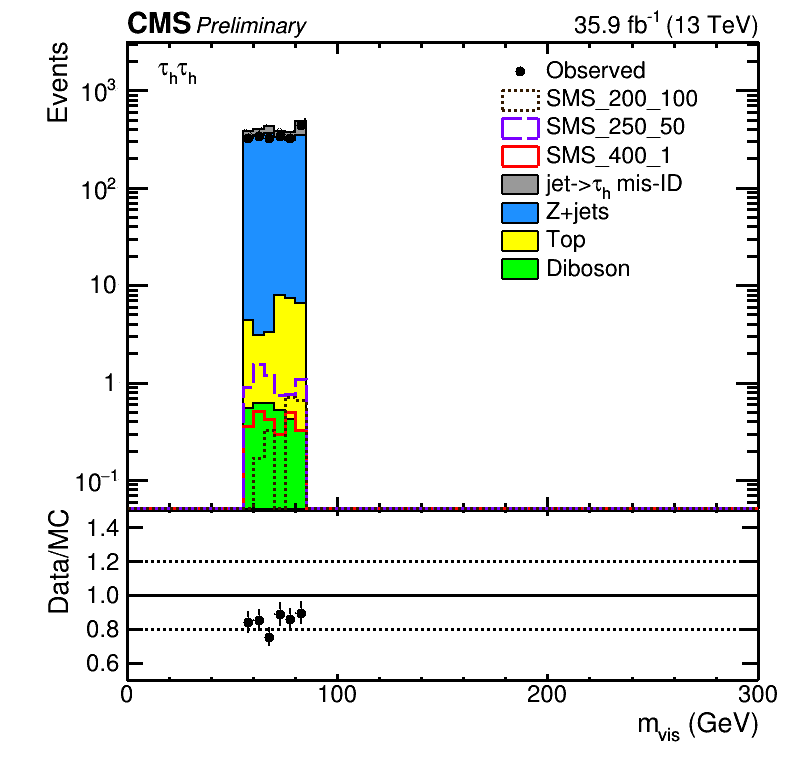 CMS Preliminary 35.9 fb⁻¹ (13 TeV)
Events
τhτh
Observed
SMS_200_100
SMS_250_50
SMS_400_1
jet->τh mis-ID
Z+jets
Top
Diboson
10³
10²
10
1
10⁻¹
Data/MC
1.4
1.2
1.0
0.8
0.6
0 100 200 300
mvis (GeV)